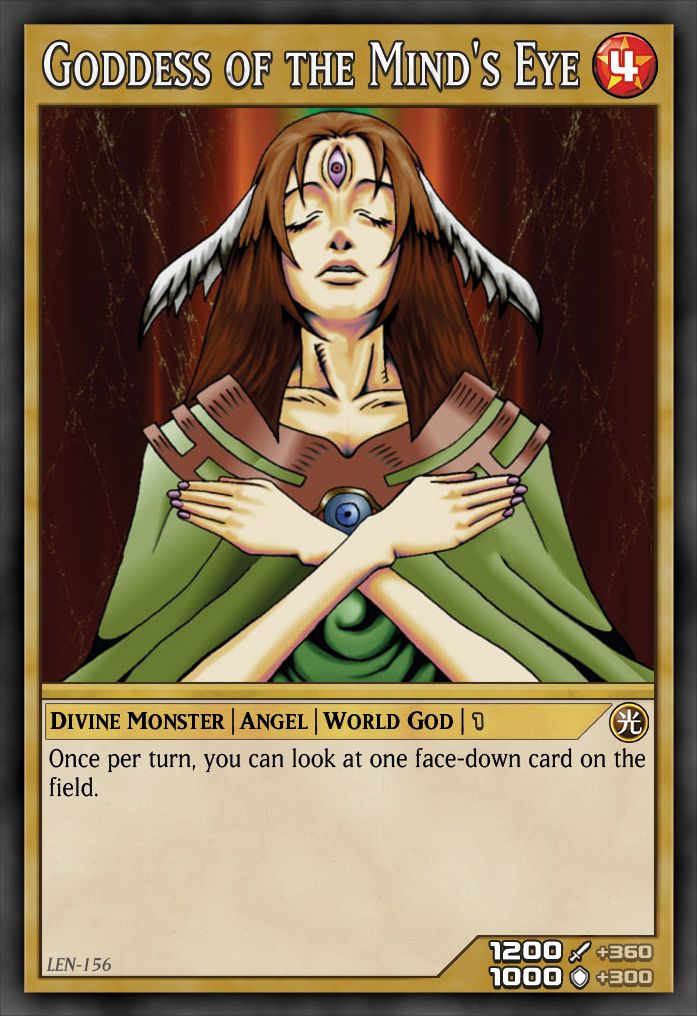 Goddess of the Mind's Eye 4
Divine Monster | Angel | World God |
光
Once per turn, you can look at one face-down card on the
field.
LEN-156
1200 +360
1000 +300